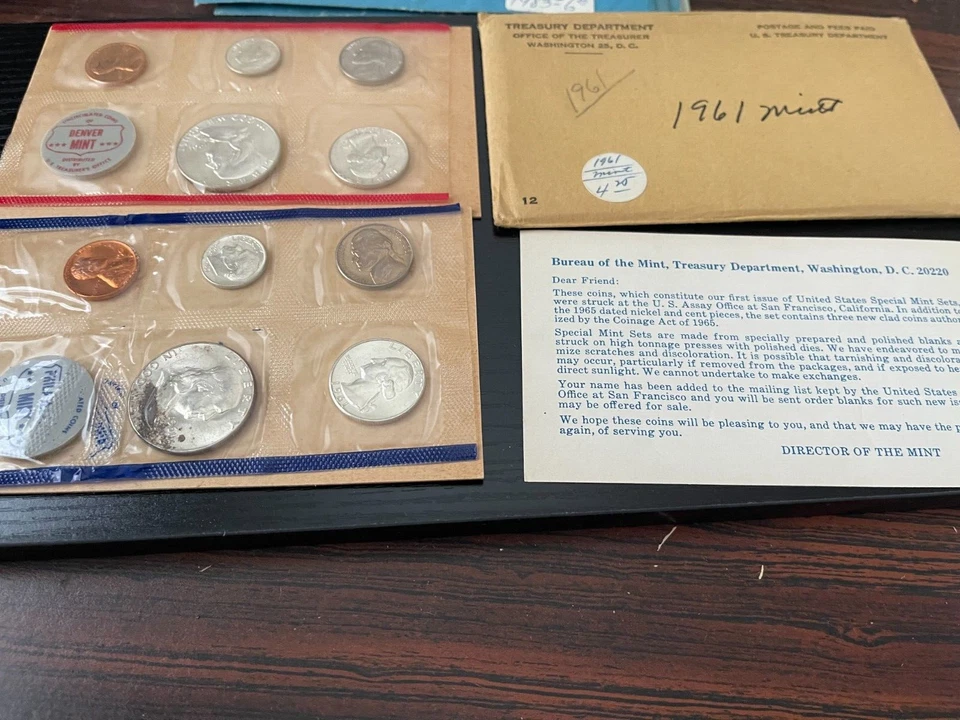 TREASURY DEPARTMENT
OFFICE OF THE TREASURER
WASHINGTON 25, D. C.
POSTAGE AND FEES PAID
U. S. TREASURY DEPARTMENT
1961
1961 mint
1961
mint
4 25
12
DENVER
MINT
U.S. TREASURER'S OFFICE
PHILA MINT
ATED COINS
Bureau of the Mint, Treasury Department, Washington, D. C. 20220
Dear Friend:
These coins, which constitute our first issue of United States Special Mint Sets,
were struck at the U. S. Assay Office at San Francisco, California. In addition to
the 1965 dated nickel and cent pieces, the set contains three new clad coins author
ized by the Coinage Act of 1965.
Special Mint Sets are made from specially prepared and polished blanks a
struck on high tonnage presses with polished dies. We have endeavored to m
mize scratches and discoloration. It is possible that tarnishing and discolora
may occur, particularly if removed from the packages, and if exposed to he
direct sunlight. We cannot undertake to make exchanges.
Your name has been added to the mailing list kept by the United States
Office at San Francisco and you will be sent order blanks for such new iss
may be offered for sale.
We hope these coins will be pleasing to you, and that we may have the p
again, of serving you.
DIRECTOR OF THE MINT